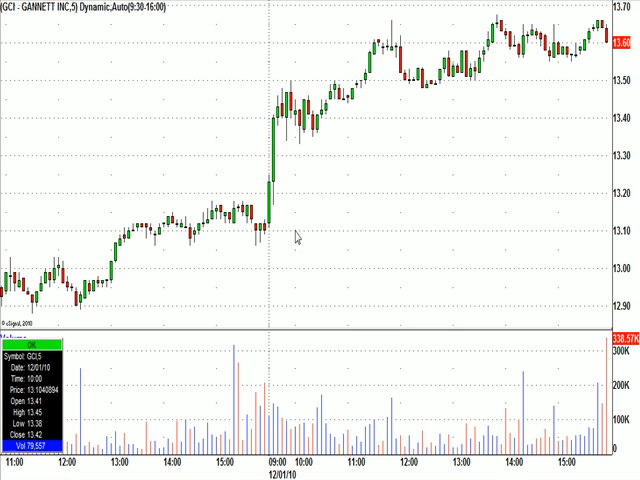 (GCI - GANNETT INC,5) Dynamic,Auto(9:30-16:00)
13.70
13.60
13.50
13.40
13.30
13.20
13.10
13.00
12.90
© eSignal, 2010
Volume
338.57K
300K
200K
100K
0
OK
Symbol: GCI,5
Date: 12/01/10
Time: 10:00
Price: 13.1040894
Open 13.41
High 13.45
Low 13.38
Close 13.42
Vol 79,557
11:00 12:00 13:00 14:00 15:00 09:00 10:00 11:00 12:00 13:00 14:00 15:00
12/01/10